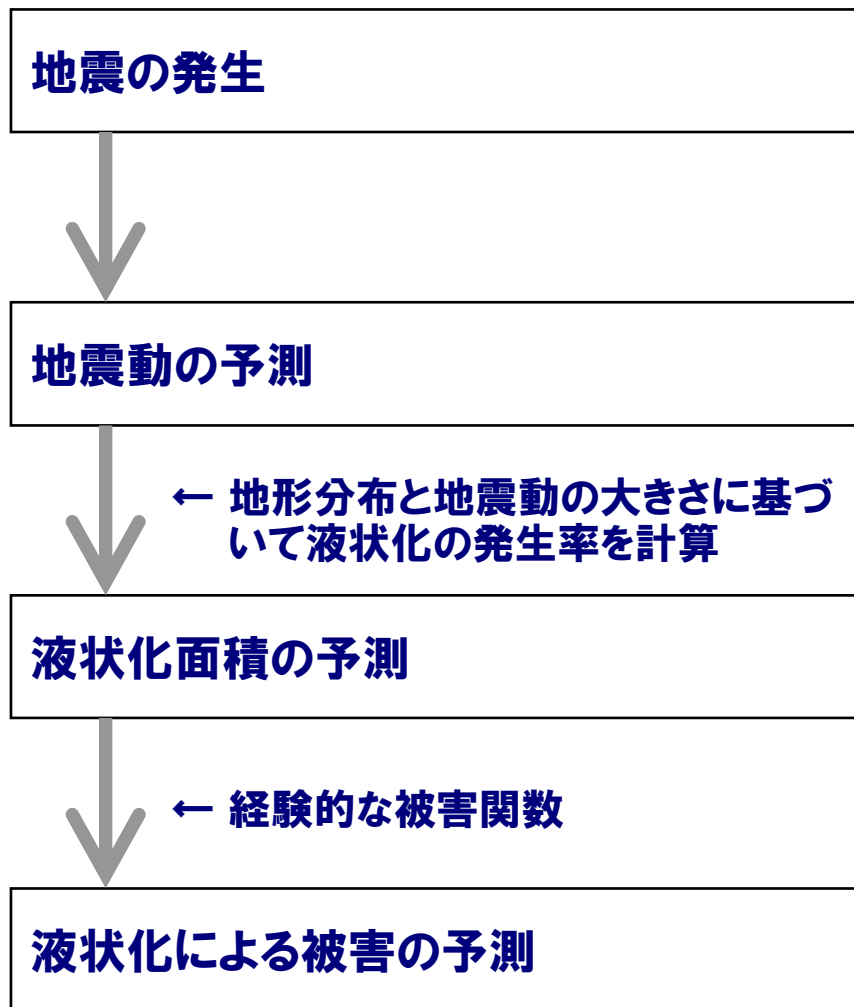 地震の発生
地震動の予測
← 地形分布と地震動の大きさに基づ
いて液状化の発生率を計算
液状化面積の予測
← 経験的な被害関数
液状化による被害の予測